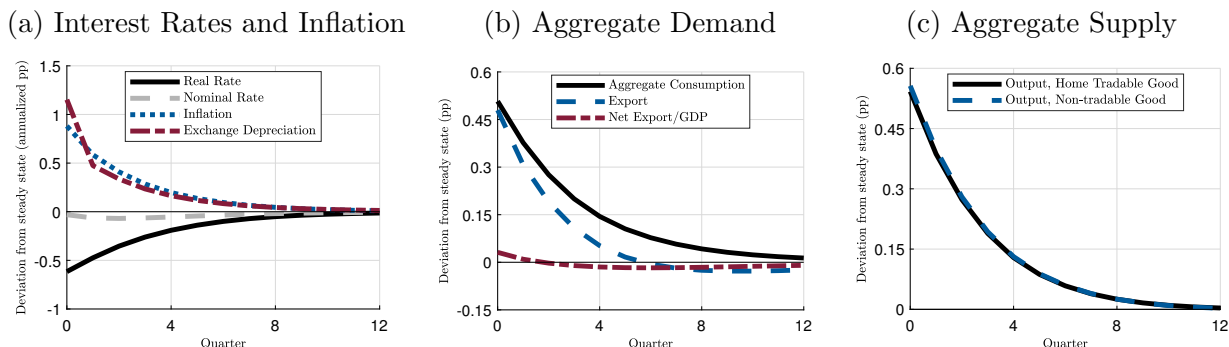 (a) Interest Rates and Inflation
Deviation from steady state (annualized pp)
1.5
1
0.5
0
-0.5
-1
Real Rate
Nominal Rate
Inflation
Exchange Depreciation
0
4
8
12
Quarter
(b) Aggregate Demand
Deviation from steady state (pp)
0.6
0.45
0.3
0.15
0
-0.15
Aggregate Consumption
Export
Net Export/GDP
0
4
8
12
Quarter
(c) Aggregate Supply
Deviation from steady state (pp)
0.6
0.45
0.3
0.15
0
Output, Home Tradable Good
Output, Non-tradable Good
0
4
8
12
Quarter